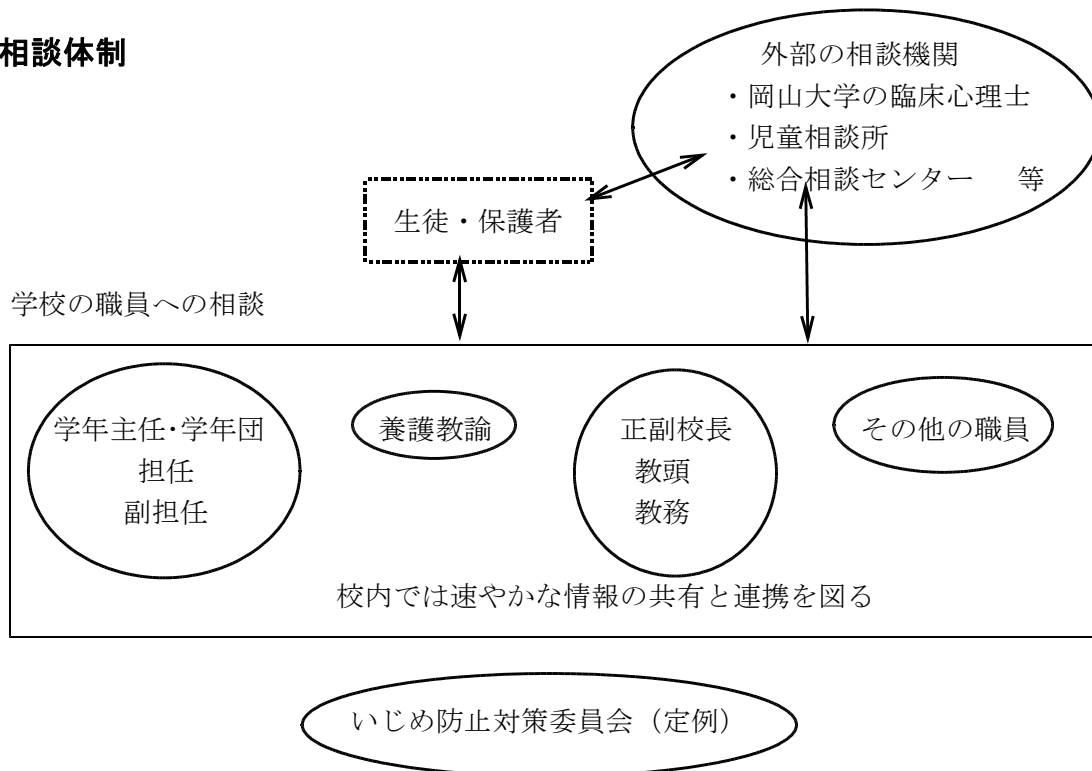 相談体制
外部の相談機関
・岡山大学の臨床心理士
・児童相談所
・総合相談センター　等
生徒・保護者
学校の職員への相談
学年主任・学年団
担任
副担任
養護教諭
正副校長
教頭
教務
その他の職員
校内では速やかな情報の共有と連携を図る
いじめ防止対策委員会（定例）